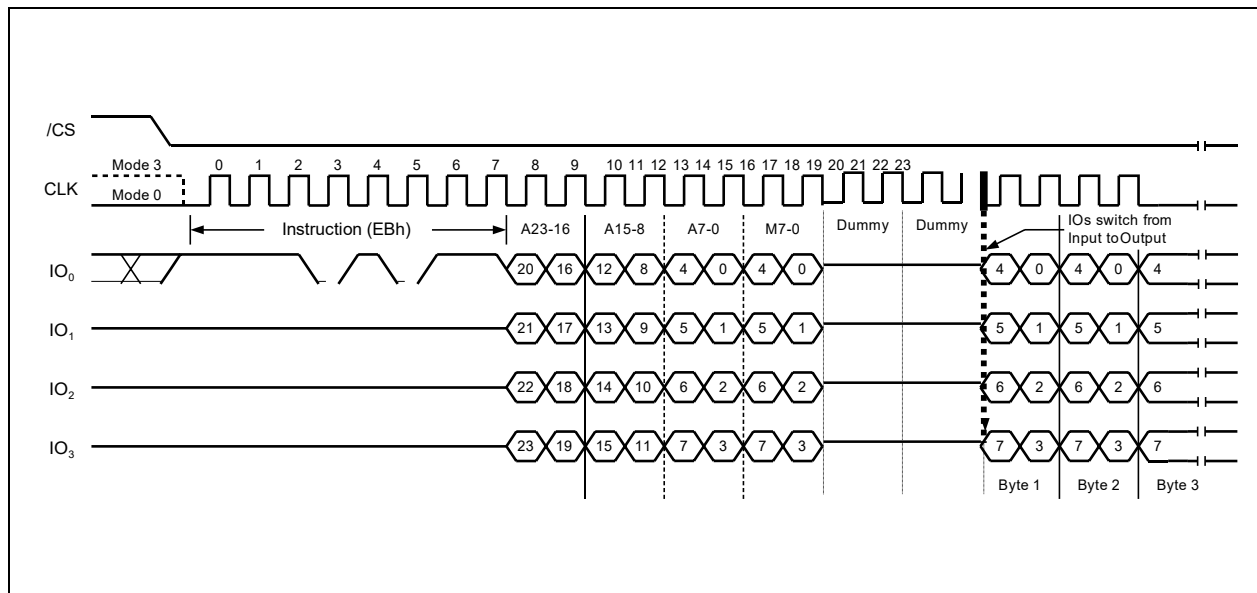 /CS
Mode 3 0 1 2 3 4 5 6 7 8 9 10 11 12 13 14 15 16 17 18 19 20 21 22 23
CLK
Mode 0
Instruction (EBh) A23-16 A15-8 A7-0 M7-0 Dummy Dummy IOs switch from
Input to Output
IO0 20 16 12 8 4 0 4 0 4 0 4 0 4
IO1 21 17 13 9 5 1 5 1 5 1 5 1 5
IO2 22 18 14 10 6 2 6 2 6 2 6 2 6
IO3 23 19 15 11 7 3 7 3 7 3 7 3 7
Byte 1 Byte 2 Byte 3